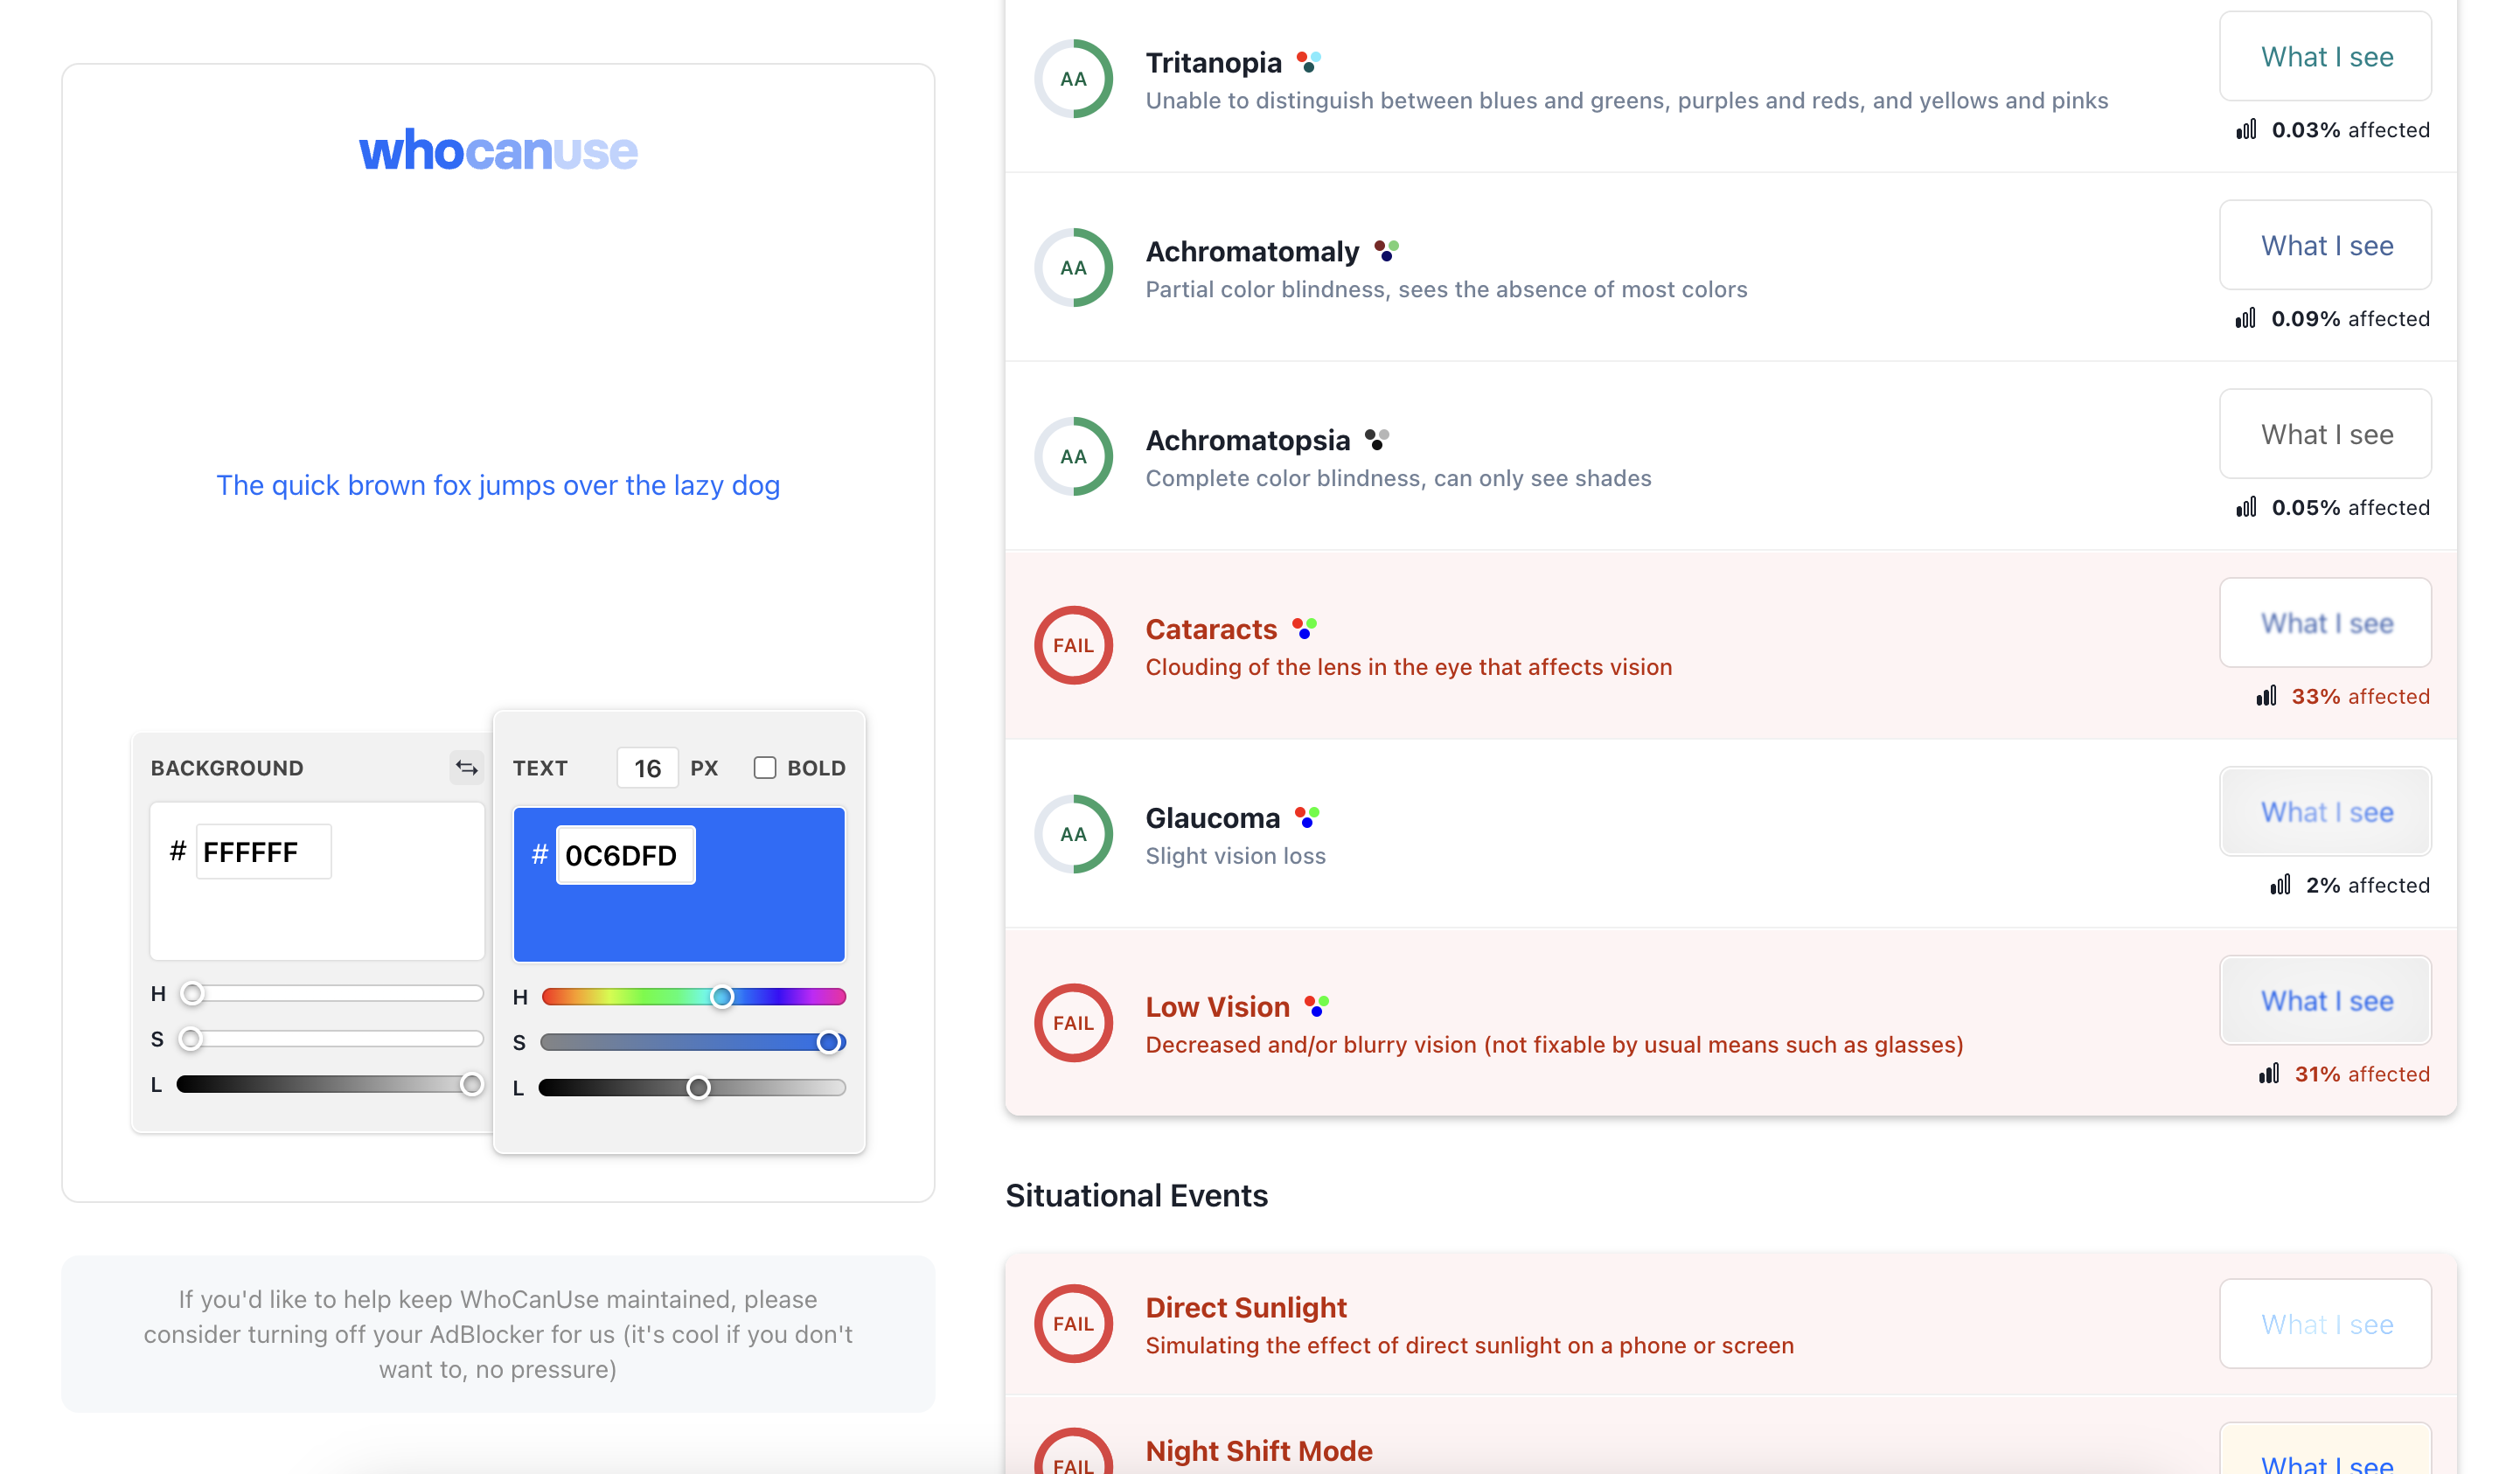 whocanuse
The quick brown fox jumps over the lazy dog
BACKGROUND
# FFFFFF
H
S
L
TEXT 16 PX BOLD
# 0C6DFD
H
S
L
If you'd like to help keep WhoCanUse maintained, please
consider turning off your AdBlocker for us (it's cool if you don't
want to, no pressure)
AA
Tritanopia
Unable to distinguish between blues and greens, purples and reds, and yellows and pinks
What I see
0.03% affected
AA
Achromatomaly
Partial color blindness, sees the absence of most colors
What I see
0.09% affected
AA
Achromatopsia
Complete color blindness, can only see shades
What I see
0.05% affected
FAIL
Cataracts
Clouding of the lens in the eye that affects vision
What I see
33% affected
AA
Glaucoma
Slight vision loss
What I see
2% affected
FAIL
Low Vision
Decreased and/or blurry vision (not fixable by usual means such as glasses)
What I see
31% affected
Situational Events
FAIL
Direct Sunlight
Simulating the effect of direct sunlight on a phone or screen
What I see
FAIL
Night Shift Mode
What I see